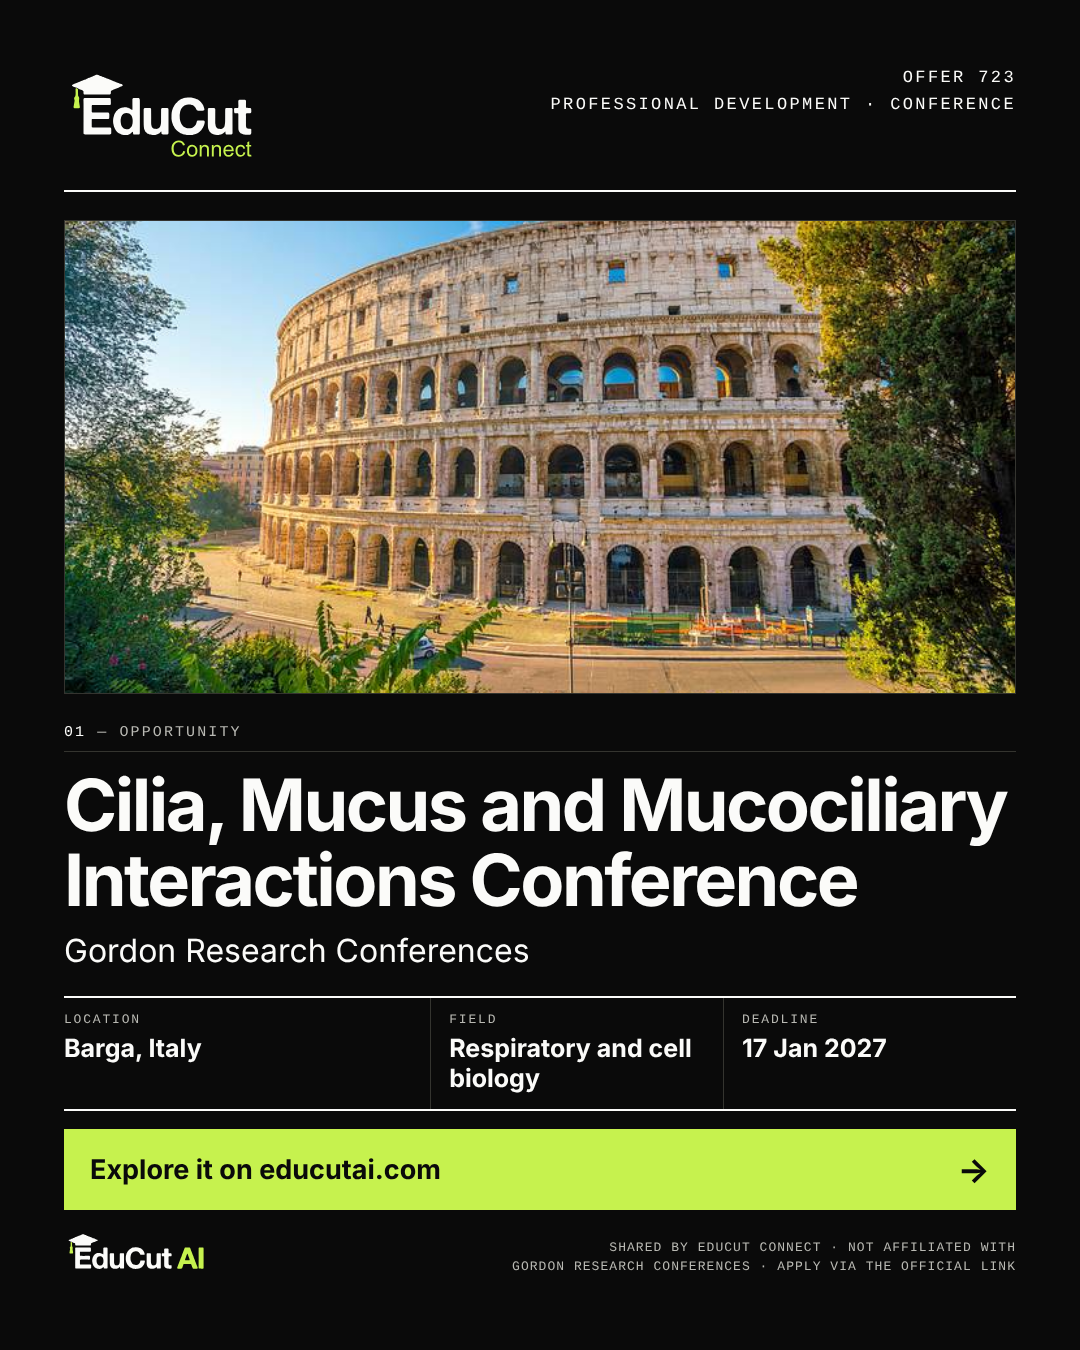 EduCut
Connect
OFFER 723
PROFESSIONAL DEVELOPMENT · CONFERENCE
01 — OPPORTUNITY
Cilia, Mucus and Mucociliary
Interactions Conference
Gordon Research Conferences
LOCATION
Barga, Italy
FIELD
Respiratory and cell
biology
DEADLINE
17 Jan 2027
Explore it on educutai.com →
EduCut AI
SHARED BY EDUCUT CONNECT · NOT AFFILIATED WITH
GORDON RESEARCH CONFERENCES · APPLY VIA THE OFFICIAL LINK